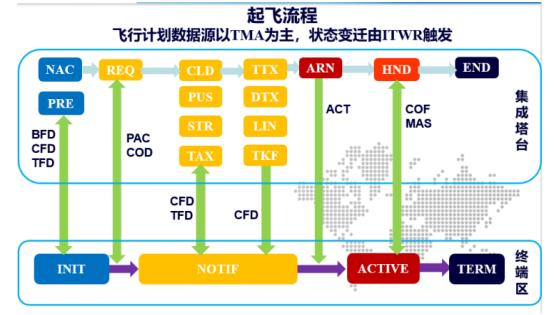 起飞流程
飞行计划数据源以TMA为主，状态变迁由ITWR触发
NAC REQ CLD TTX ARN HND END
PRE PUS DTX
STR LIN
TAX TKF
集成塔台
BFD
CFD
TFD
PAC
COD
CFD
TFD
CFD
ACT
COF
MAS
INIT NOTIF ACTIVE TERM
终端区